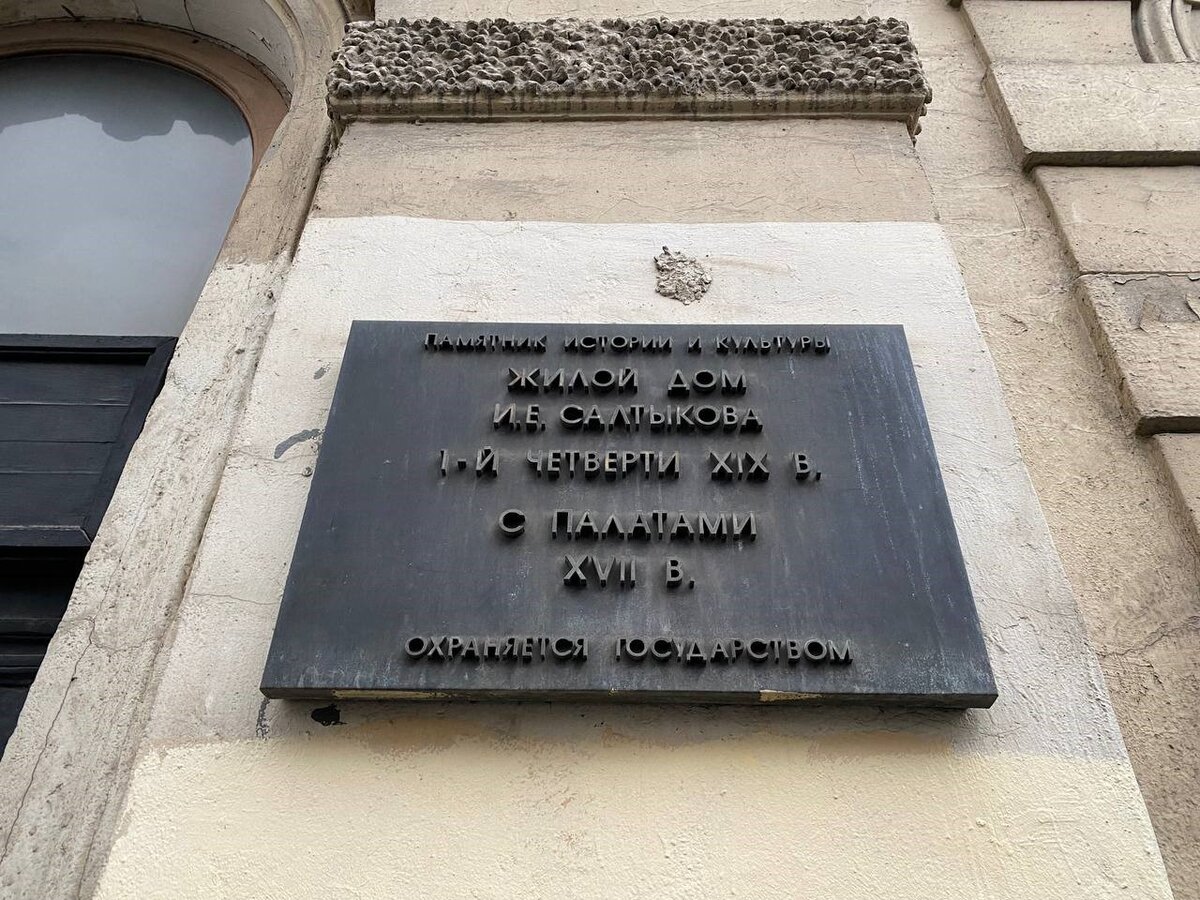 ПАМЯТНИК ИСТОРИИ И КУЛЬТУРЫ
ЖИЛОЙ ДОМ
И.Е. САЛТЫКОВА
1-Й ЧЕТВЕРТИ XIX В.
С ПАЛАТАМИ
XVII В.
ОХРАНЯЕТСЯ ГОСУДАРСТВОМ